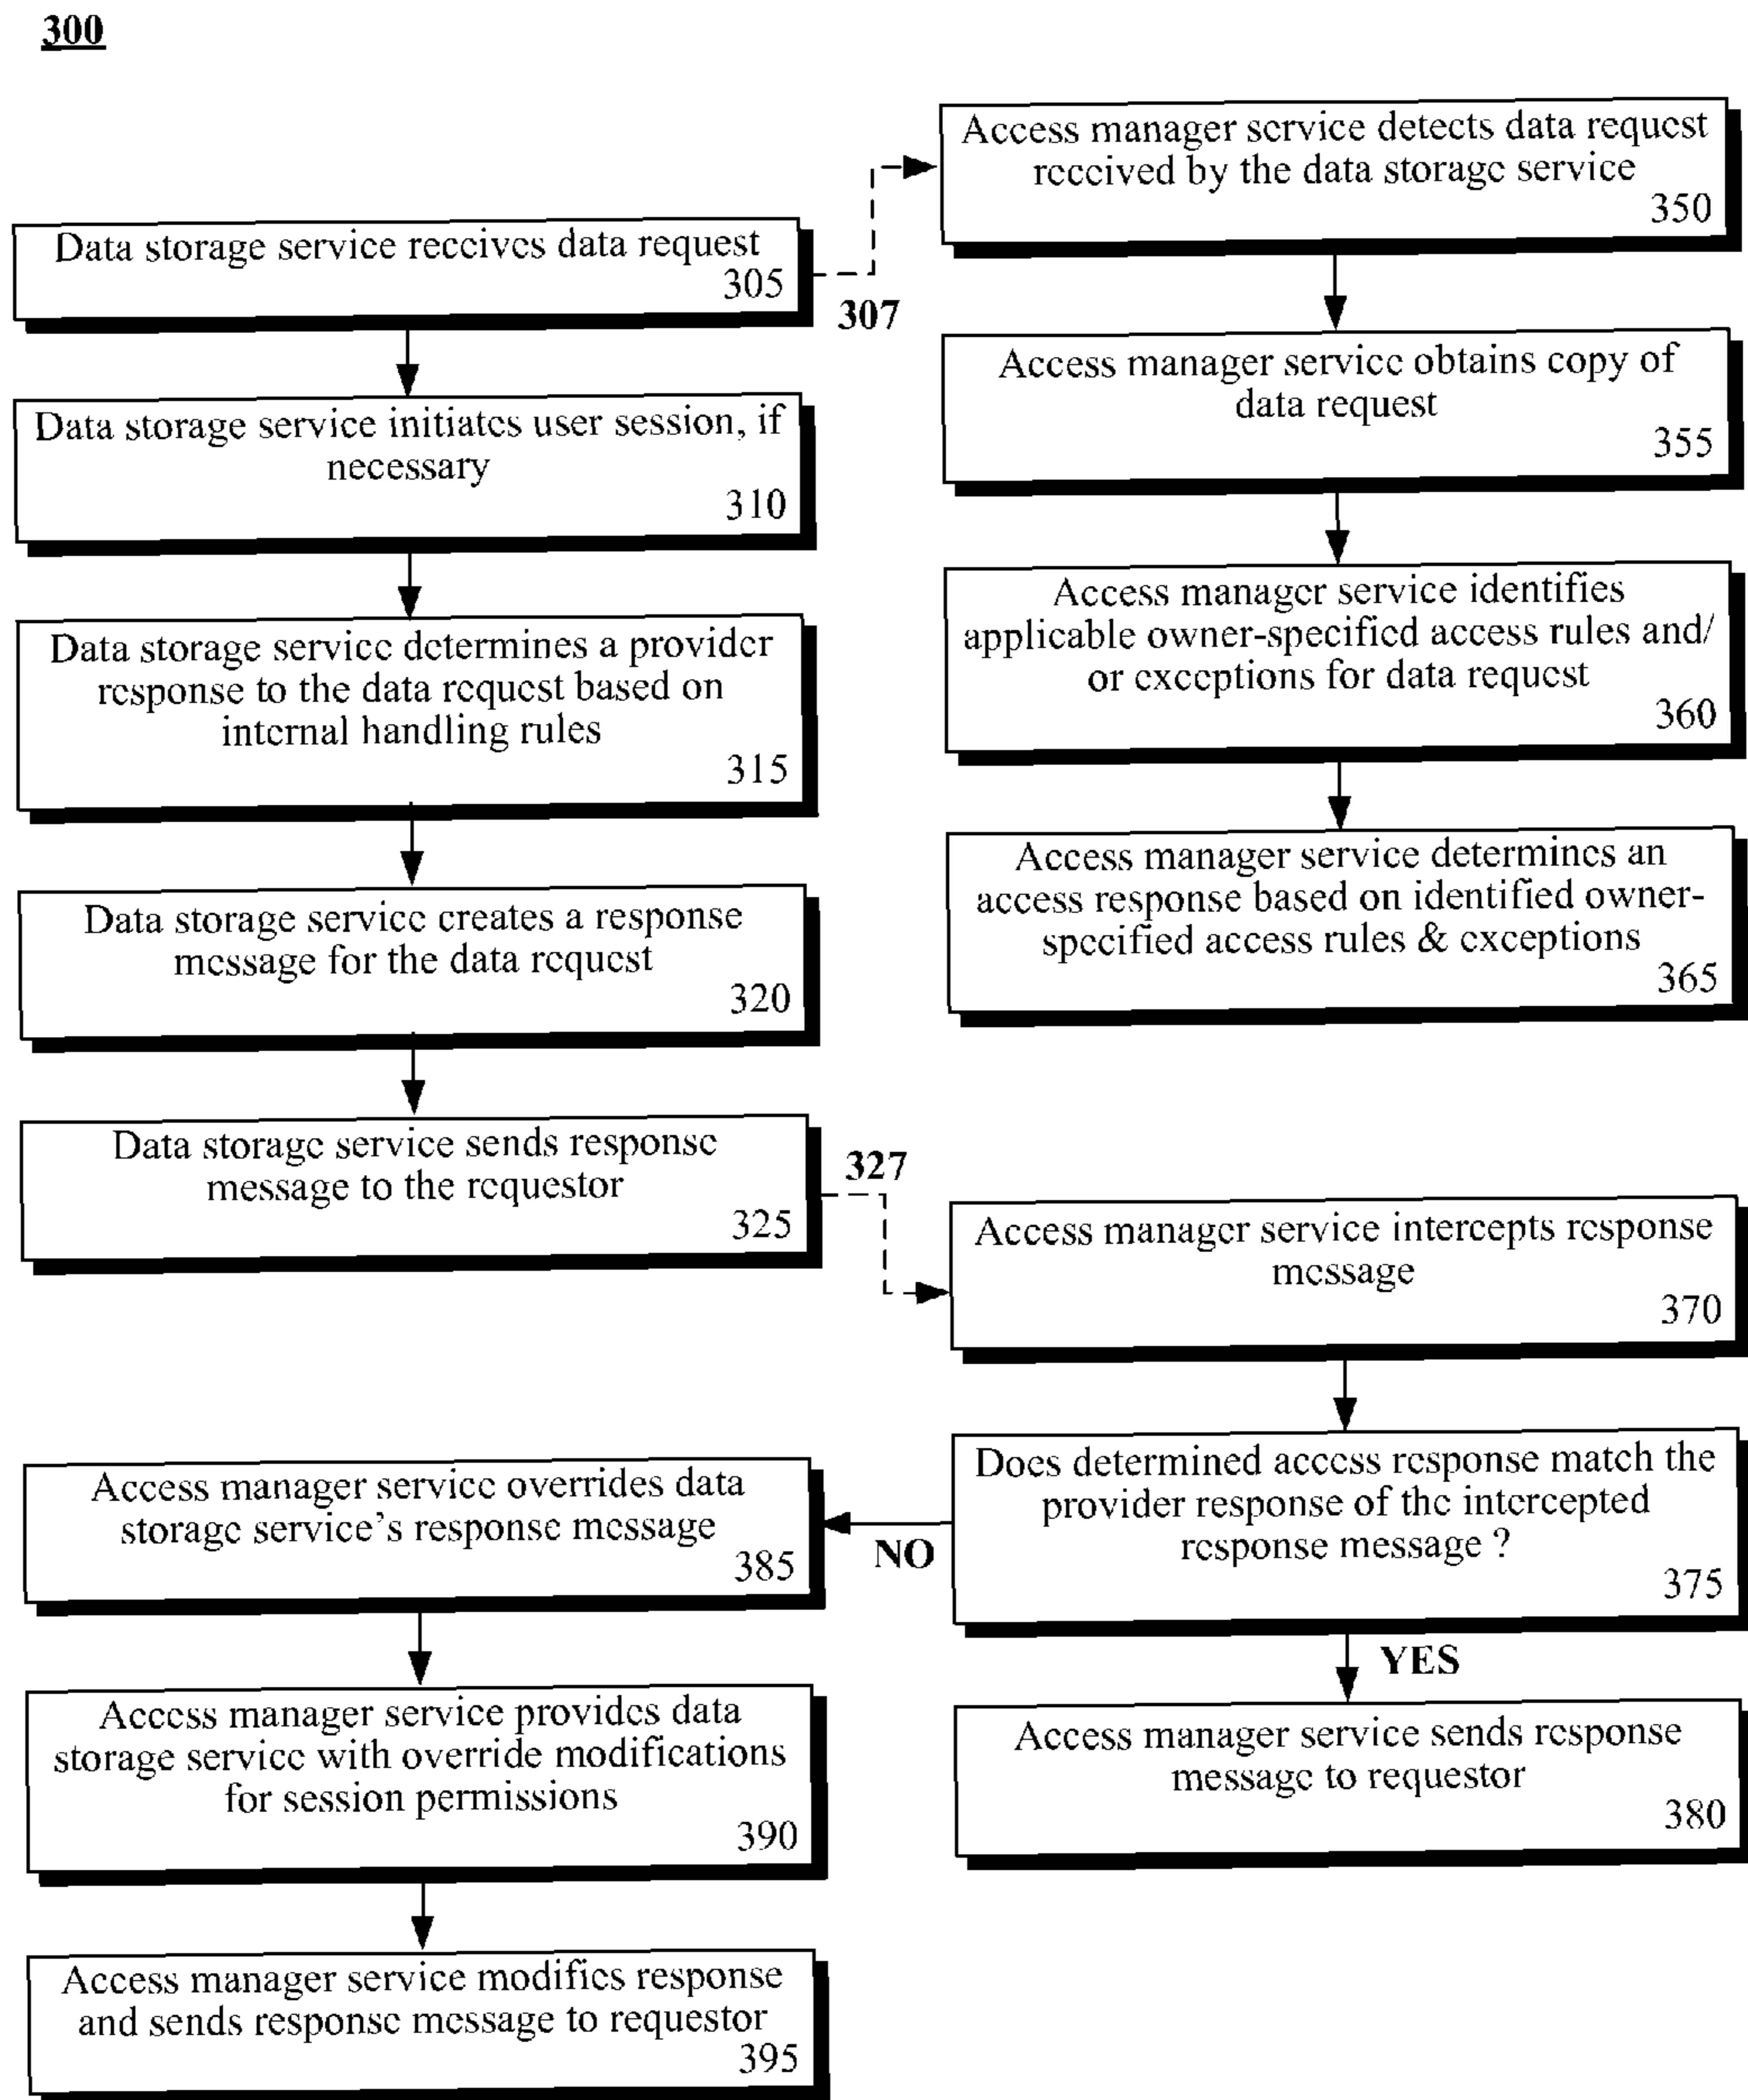 300
Data storage service receives data request
305
307
Data storage service initiates user session, if
necessary
310
Data storage service determines a provider
response to the data request based on
internal handling rules
315
Data storage service creates a response
message for the data request
320
Data storage service sends response
message to the requestor
325
327
Access manager service detects data request
received by the data storage service
350
Access manager service obtains copy of
data request
355
Access manager service identifies
applicable owner-specified access rules and/
or exceptions for data request
360
Access manager service determines an
access response based on identified owner-
specified access rules & exceptions
365
Access manager service intercepts response
message
370
Does determined access response match the
provider response of the intercepted
response message ?
375
NO
YES
Access manager service sends response
message to requestor
380
Access manager service overrides data
storage service's response message
385
Access manager service provides data
storage service with override modifications
for session permissions
390
Access manager service modifies response
and sends response message to requestor
395